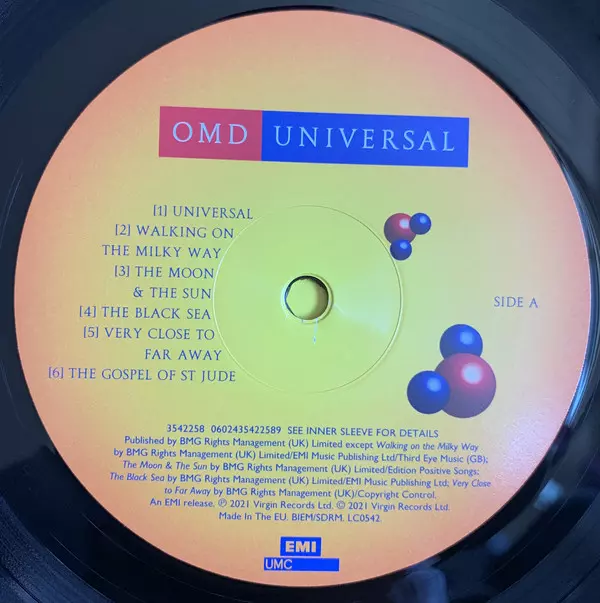 OMD UNIVERSAL
[1] UNIVERSAL
[2] WALKING ON
THE MILKY WAY
[3] THE MOON
& THE SUN
[4] THE BLACK SEA
[5] VERY CLOSE TO
FAR AWAY
[6] THE GOSPEL OF ST JUDE
SIDE A
3542258 0602435422589 SEE INNER SLEEVE FOR DETAILS
Published by BMG Rights Management (UK) Limited except Walking on the Milky Way
by BMG Rights Management (UK) Limited/EMI Music Publishing Ltd/Third Eye Music (GB);
The Moon & The Sun by BMG Rights Management (UK) Limited/Edition Positive Songs;
The Black Sea by BMG Rights Management (UK) Limited/EMI Music Publishing Ltd; Very Close
to Far Away by BMG Rights Management (UK)/Copyright Control.
An EMI release. ℗ 2021 Virgin Records Ltd. © 2021 Virgin Records Ltd.
Made In The EU. BIEM/SDRM. LC0542.
EMI
UMC